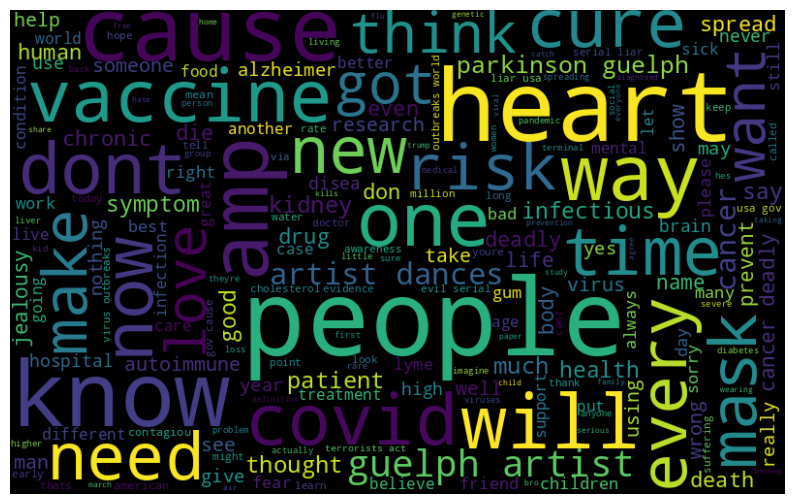 help
world
use
human
someone
condition
vaccine
cause
free
hope
flu
home
living
back
think
cure
genetic
catch
serial liar
spreading
diagnosed
spread
never
sick
still
food
mean
person
alzheimer
better
got
even
parkinson guelph
liar usa
viral
outbreaks world
heart
let
social
everyone
pandemic
terminal
keep
show
want
called
share
hate
chronic
die
another
rate
research
trump
women
mental
may
please
say
dont
tell
group
via
new
medical
risk
way
hes
usa gov
taking
right
disea
don
million
kills
long
prevention
cancer
work
symptom
great
kidney
water
doctor
one
bad
infectious
brain
prevent
liver
today
amp
drug
case
awareness
deadly
yes
time
agree
live
best
kid
love
little
sure
youre
take
life
name
many
severe
jealousy
going
nothing
make
virus outbreaks
now
infection
theyre
artist dances
study
virus
mask
care
good
cholesterol
evidence
evil serial
gum
body
always
day
diabetes
wearing
gov cause
people
first
age
paper
cant
every
hospital
autoimmune
loss
point
look
rare
lyme
much
health
sorry
cancer deadly
know
year
patient
imagine
treatment
high
well
child
support
thank
family
put
using
wrong
suffering
really
definition
viruses
anyone
serious
different
contagiou
problem
covid
will
man
higher
see
might
actually
terrorists act
need
give
thought
guelph artist
death
early
thats
march
american
air
fear
learn
believe
bro
friend
children
become